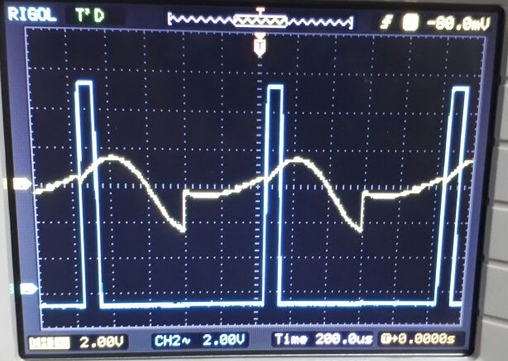 RIGOL T'D -80.0mV
T
2.00V CH2~ 2.00V Time 200.0us +0.0000s